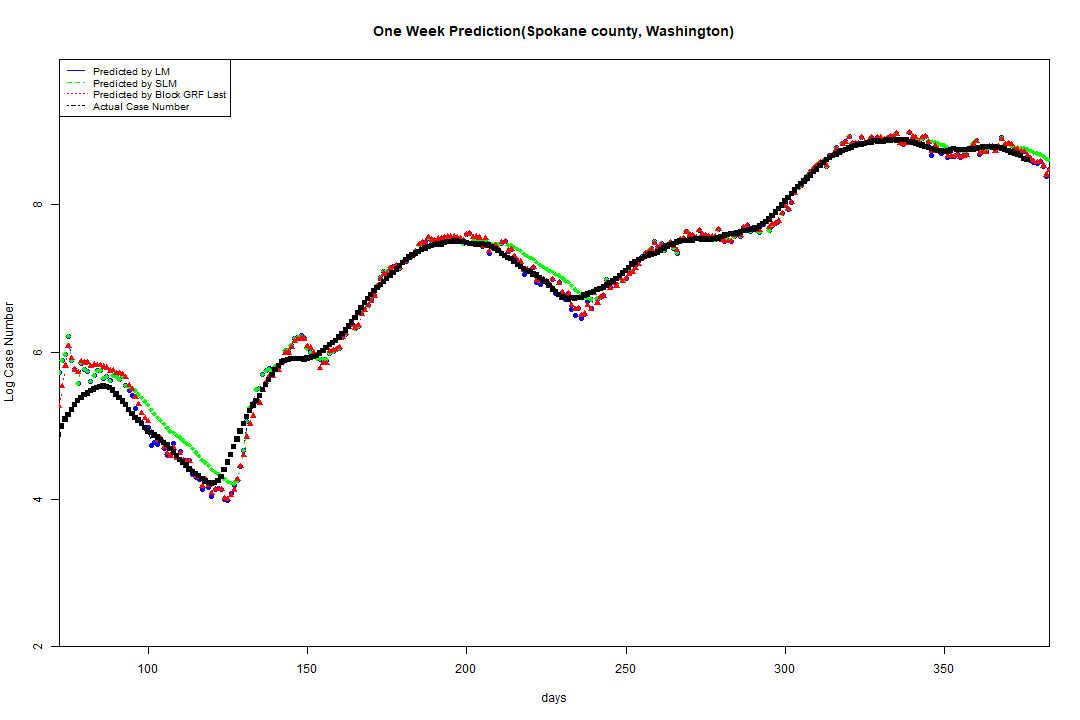 One Week Prediction(Spokane county, Washington)
Predicted by LM
Predicted by SLM
Predicted by Block GRF Last
Actual Case Number
Log Case Number
8
6
4
2
100 150 200 250 300 350
days